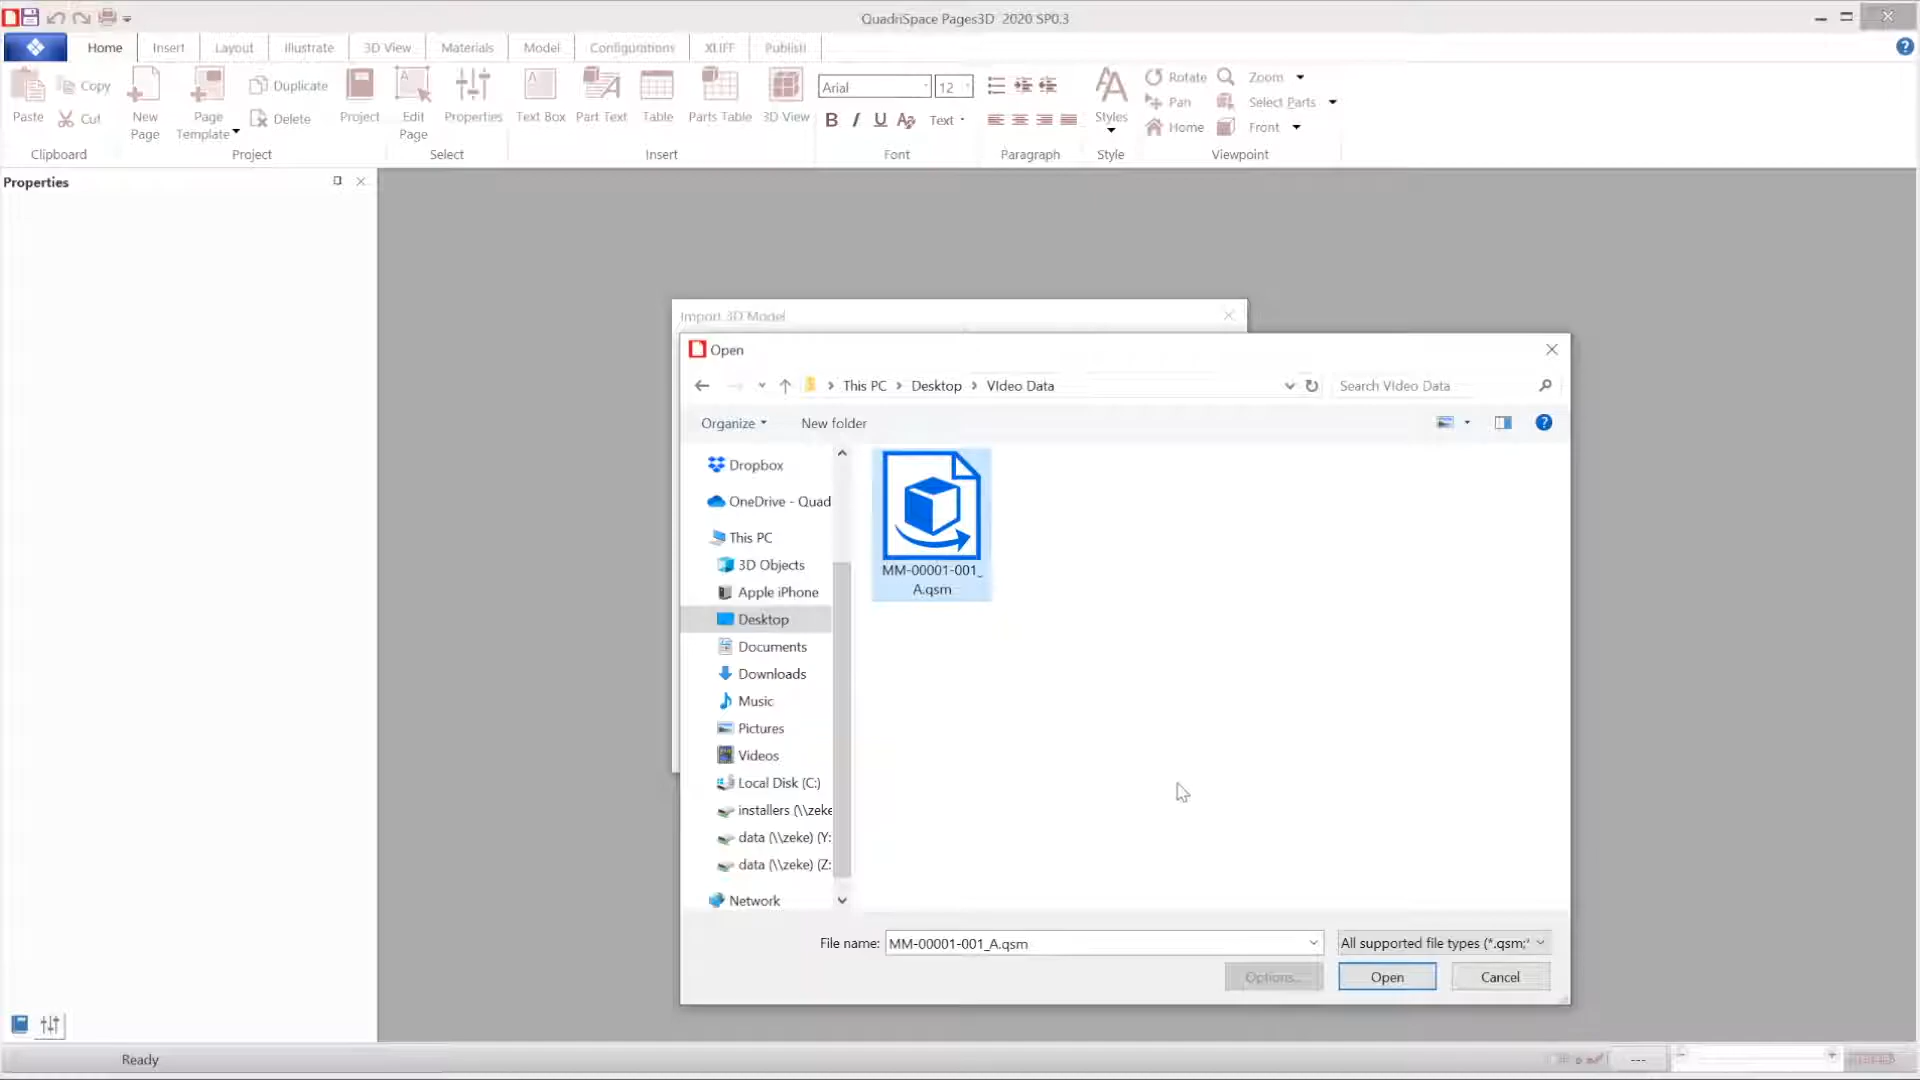 QuadriSpace Pages3D 2020 SP0.3
Home Insert Layout Illustrate 3D View Materials Model Configurations XLIFF Publish
Paste
Copy
Cut
Clipboard
New Page
Page Template
Duplicate
Delete
Project
Project
Edit Page
Properties
Select
Text Box
Part Text
Table
Parts Table
3D View
Insert
Arial 12
B I U Text
Font
Paragraph
Styles
Style
Rotate Zoom
Pan Select Parts
Home Front
Viewpoint
Properties
Import 3D Model
Open
This PC Desktop VIdeo Data
Search VIdeo Data
Organize New folder
Dropbox
OneDrive - Quad
This PC
3D Objects
Apple iPhone
Desktop
Documents
Downloads
Music
Pictures
Videos
Local Disk (C:)
installers (\\zeke
data (\\zeke) (Y:
data (\\zeke) (Z:
Network
MM-00001-001_
A.qsm
File name: MM-00001-001_A.qsm
All supported file types (*.qsm;*
Options...
Open
Cancel
Ready
---